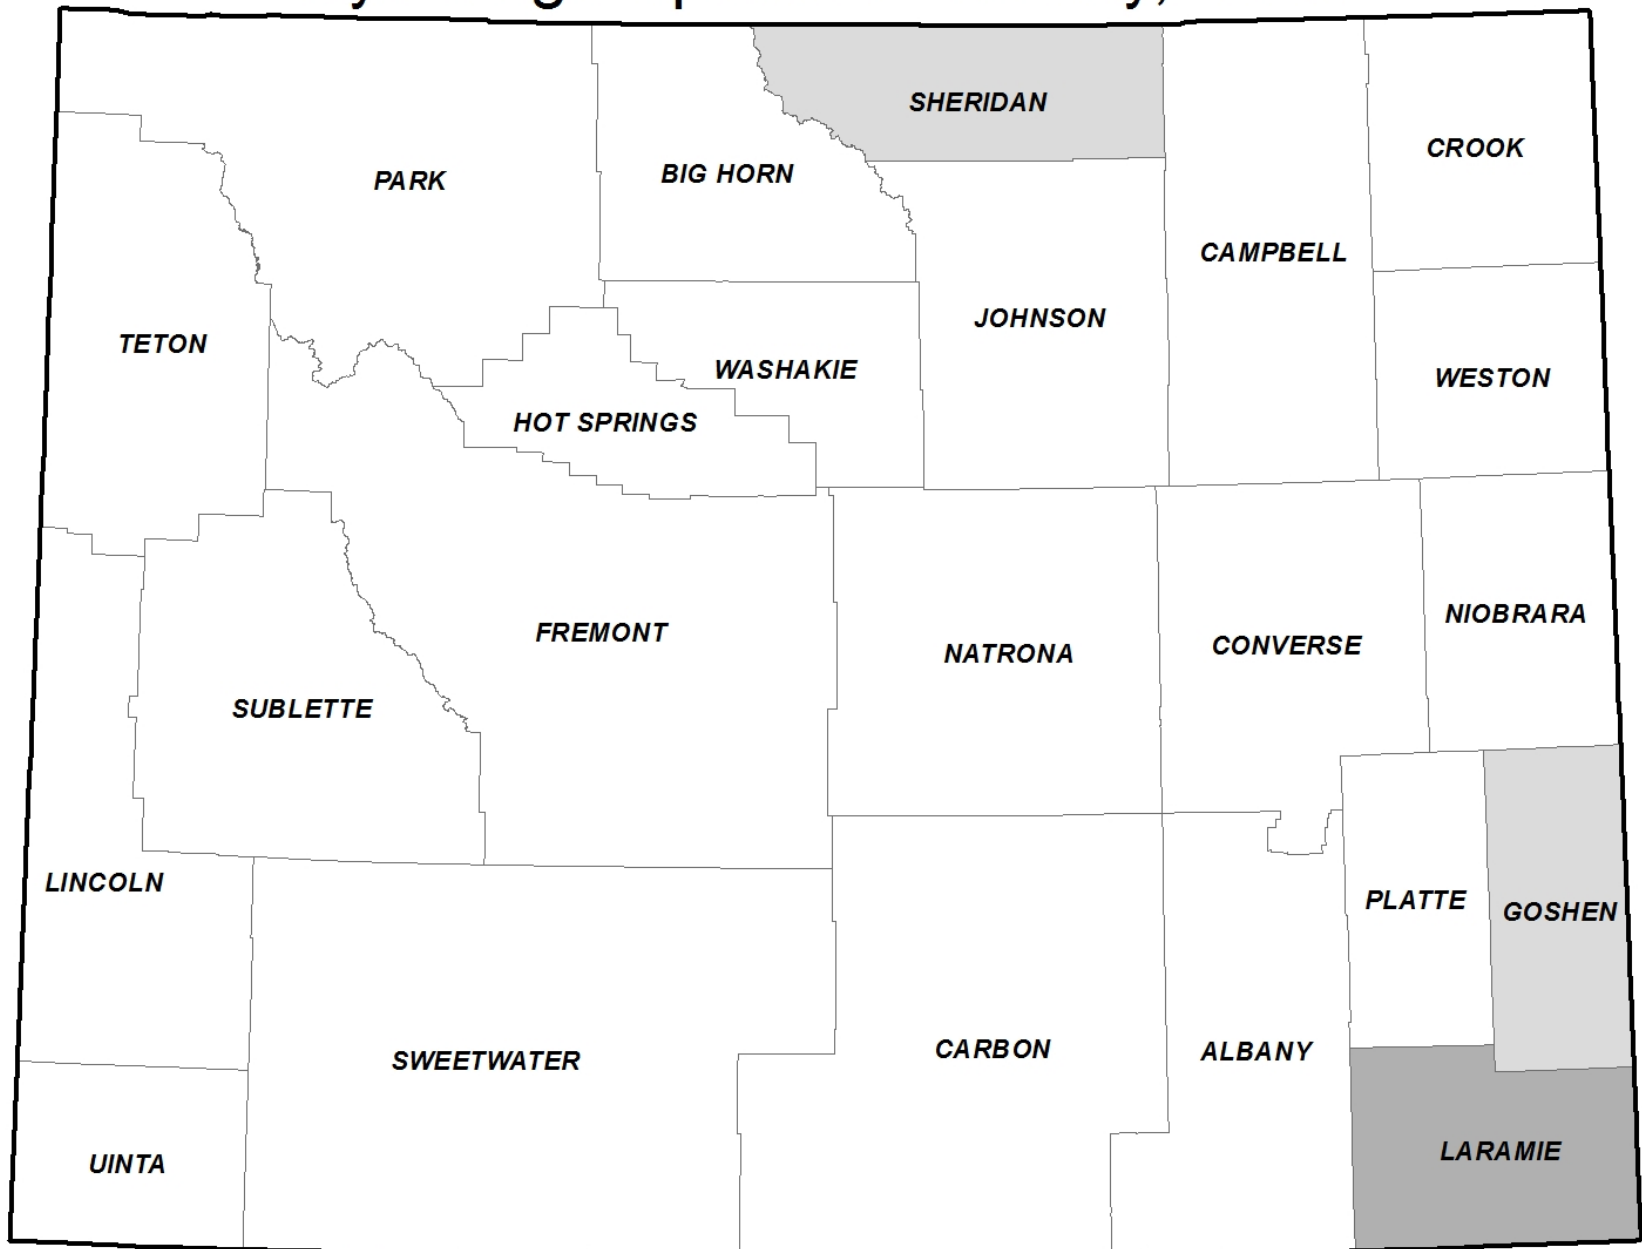 SHERIDAN
CROOK
BIG HORN
PARK
CAMPBELL
JOHNSON
TETON
WASHAKIE
WESTON
HOT SPRINGS
NIOBRARA
FREMONT
CONVERSE
NATRONA
SUBLETTE
LINCOLN
PLATTE
GOSHEN
CARBON
ALBANY
SWEETWATER
LARAMIE
UINTA